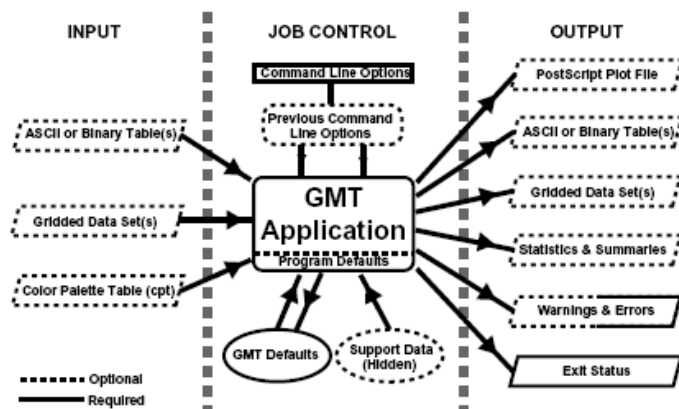 INPUT
JOB CONTROL
OUTPUT
Command Line Options
PostScript Plot File
Previous Command
Line Options
ASCII or Binary Table(s)
ASCII or Binary Table(s)
GMT
Application
Program Defaults
Gridded Data Set(s)
Gridded Data Set(s)
Statistics & Summaries
Color Palette Table (cpt)
Warnings & Errors
GMT Defaults
Support Data
(Hidden)
Exit Status
Optional
Required